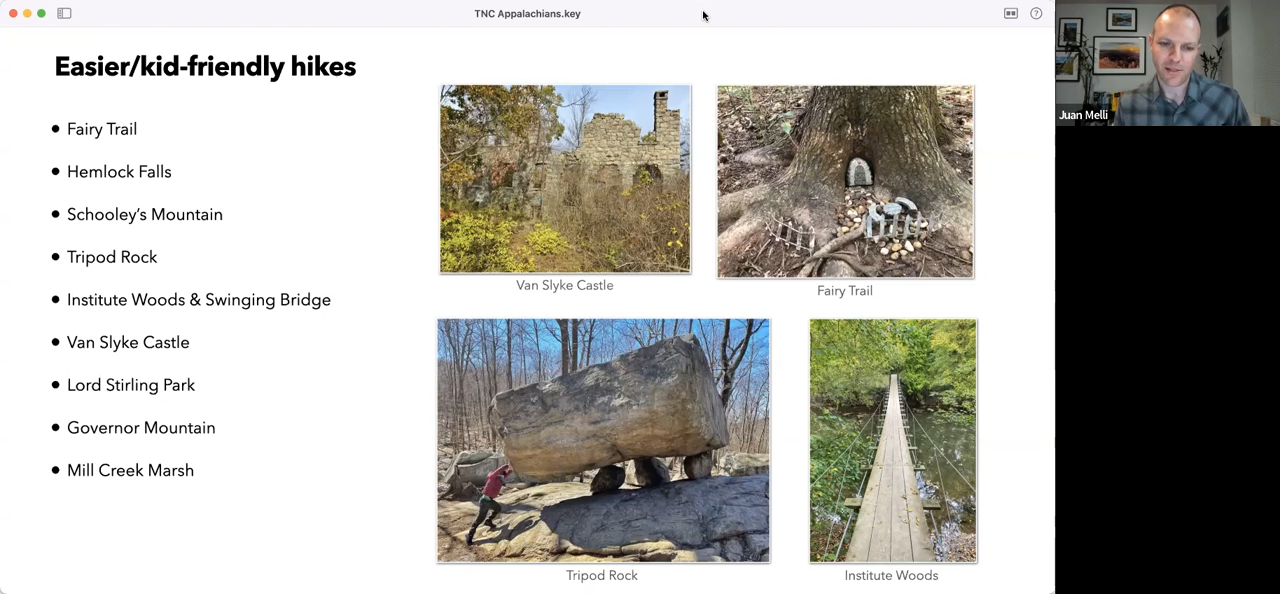 TNC Appalachians.key
Easier/kid-friendly hikes
• Fairy Trail
• Hemlock Falls
• Schooley's Mountain
• Tripod Rock
• Institute Woods & Swinging Bridge
• Van Slyke Castle
• Lord Stirling Park
• Governor Mountain
• Mill Creek Marsh
Van Slyke Castle
Fairy Trail
Tripod Rock
Institute Woods
Juan Melli